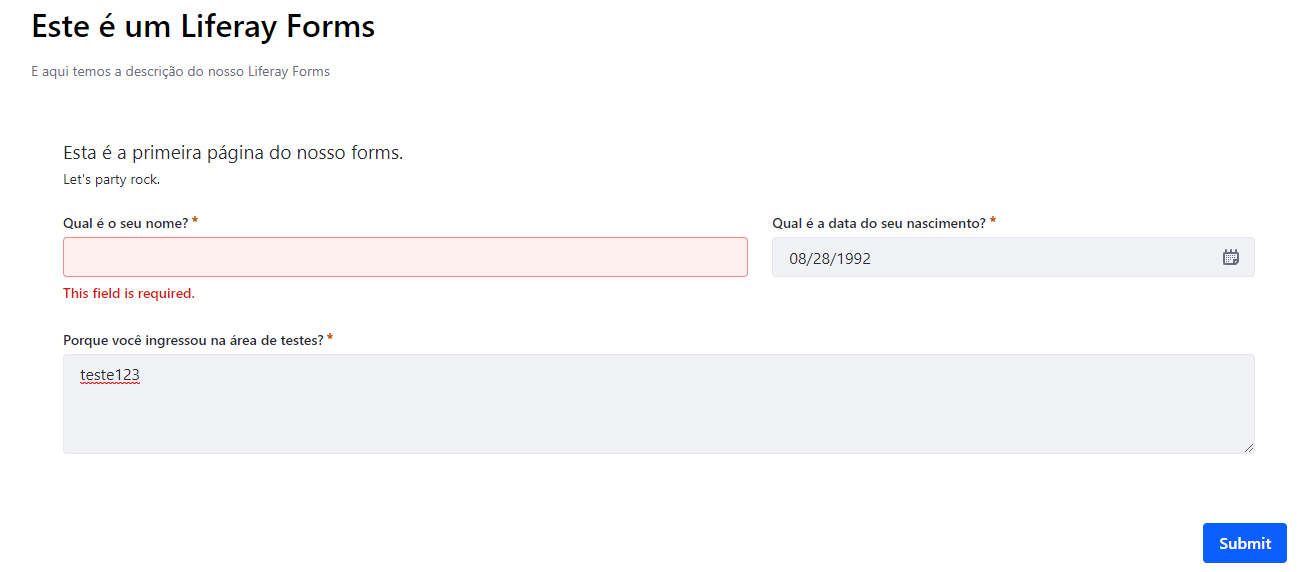 Este é um Liferay Forms
E aqui temos a descrição do nosso Liferay Forms
Esta é a primeira página do nosso forms.
Let's party rock.
Qual é o seu nome? *
Qual é a data do seu nascimento? *
08/28/1992
This field is required.
Porque você ingressou na área de testes? *
teste123
Submit